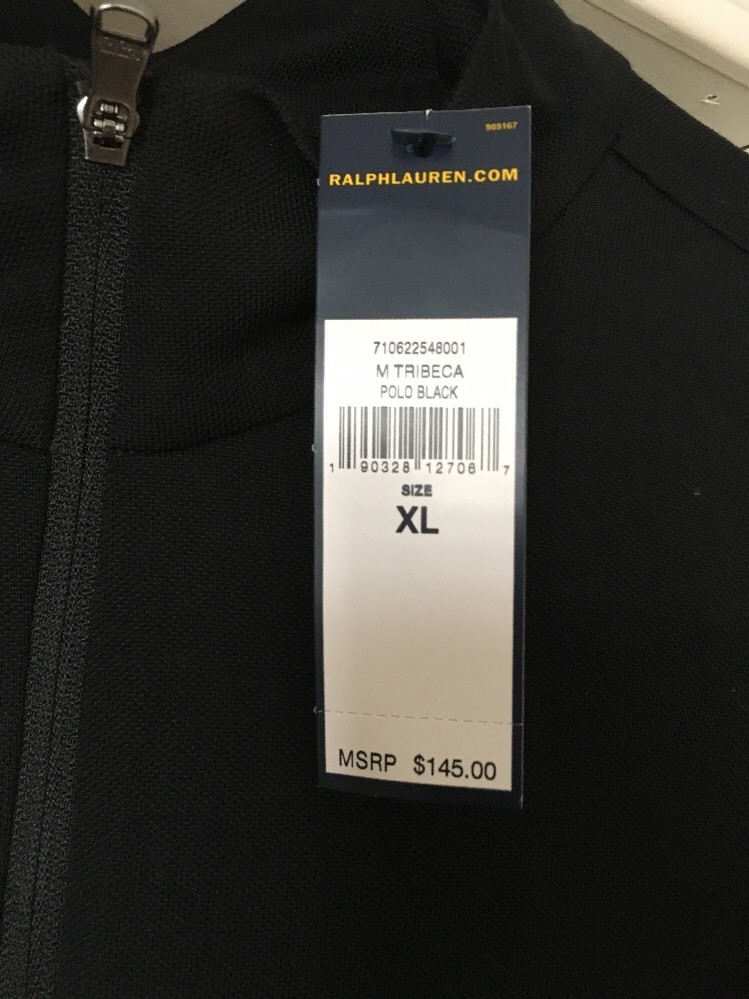 989167
RALPHLAUREN.COM
710622548001
M TRIBECA
POLO BLACK
1 90328 12706 7
SIZE
XL
MSRP $145.00